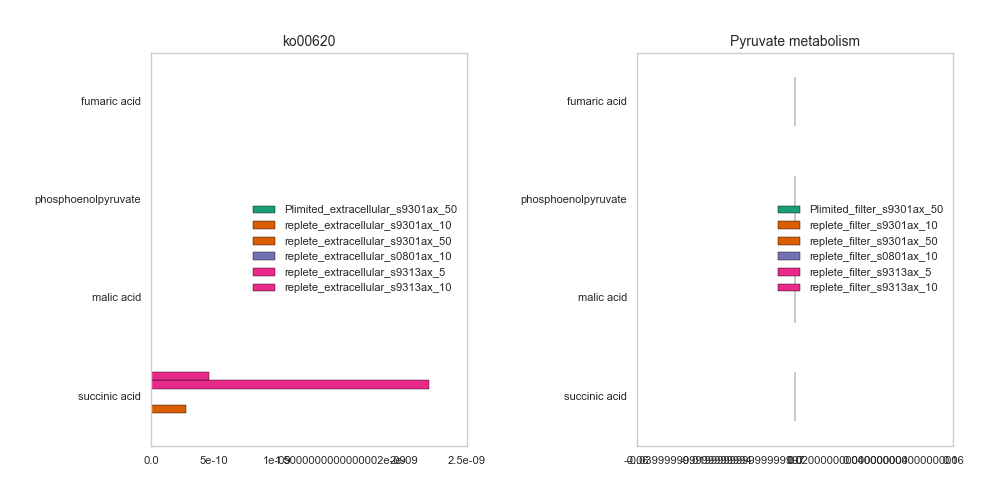 ko00620
fumaric acid
phosphoenolpyruvate
malic acid
succinic acid
Plimited_extracellular_s9301ax_50
replete_extracellular_s9301ax_10
replete_extracellular_s9301ax_50
replete_extracellular_s0801ax_10
replete_extracellular_s9313ax_5
replete_extracellular_s9313ax_10
0.0
5e-10
2.5e-09
Pyruvate metabolism
fumaric acid
phosphoenolpyruvate
malic acid
succinic acid
Plimited_filter_s9301ax_50
replete_filter_s9301ax_10
replete_filter_s9301ax_50
replete_filter_s0801ax_10
replete_filter_s9313ax_5
replete_filter_s9313ax_10